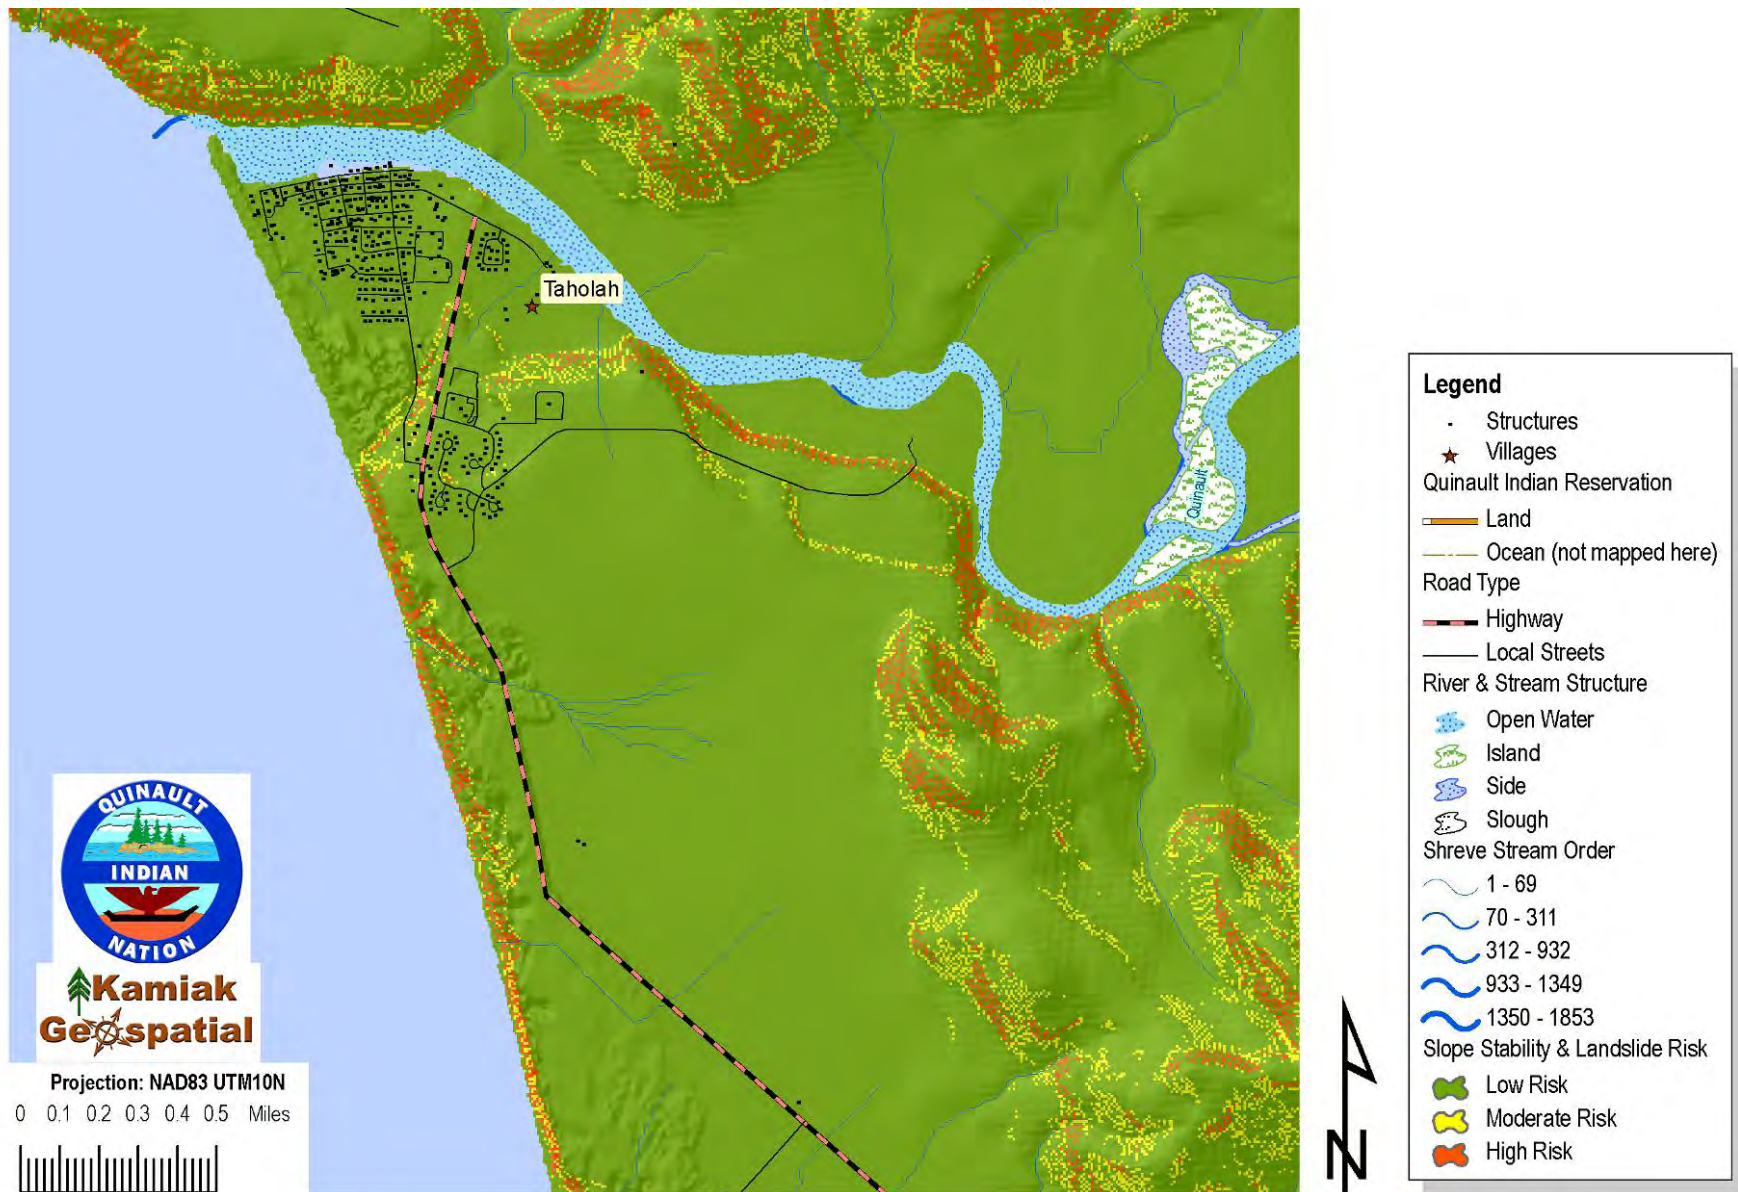 Taholah
Quinault
QUINAULT
INDIAN
NATION
Kamiak
Geospatial
Projection: NAD83 UTM10N
0 0.1 0.2 0.3 0.4 0.5 Miles
N
Legend
Structures
Villages
Quinault Indian Reservation
Land
Ocean (not mapped here)
Road Type
Highway
Local Streets
River & Stream Structure
Open Water
Island
Side
Slough
Shreve Stream Order
1 - 69
70 - 311
312 - 932
933 - 1349
1350 - 1853
Slope Stability & Landslide Risk
Low Risk
Moderate Risk
High Risk